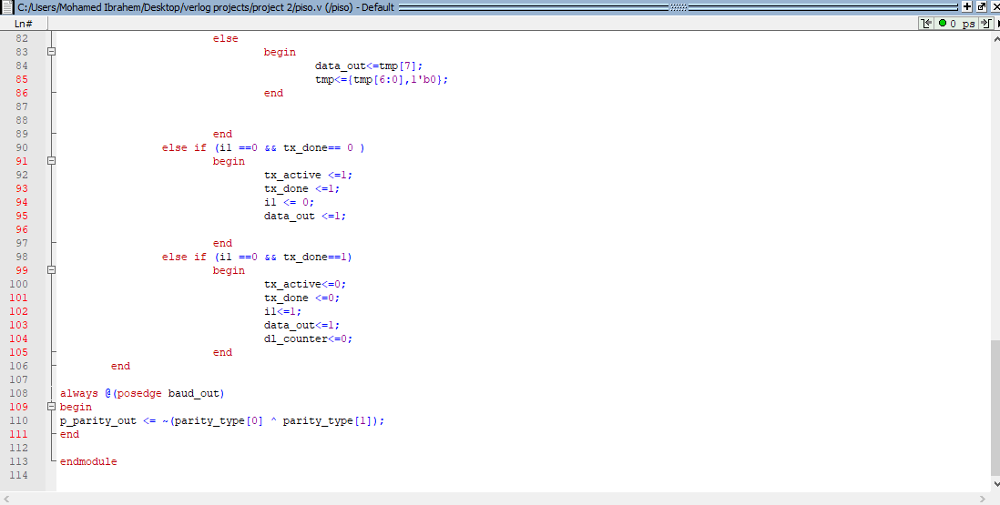 C:/Users/Mohamed Ibrahem/Desktop/verlog projects/project 2/piso.v (/piso) - Default
Ln#
0 ps
82 else
83 begin
84 data_out<=tmp[7];
85 tmp<={tmp[6:0],1'b0};
86 end
87
88
89 end
90 else if (il ==0 && tx_done== 0 )
91 begin
92 tx_active <=1;
93 tx_done <=1;
94 il <= 0;
95 data_out <=1;
96
97 end
98 else if (il ==0 && tx_done==1)
99 begin
100 tx_active<=0;
101 tx_done <=0;
102 il<=1;
103 data_out<=1;
104 dl_counter<=0;
105 end
106 end
107
108 always @(posedge baud_out)
109 begin
110 p_parity_out <= ~(parity_type[0] ^ parity_type[1]);
111 end
112
113 endmodule
114